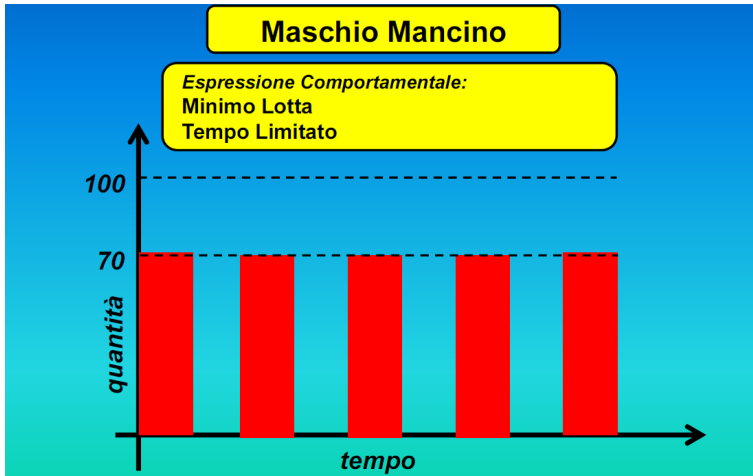 Maschio Mancino
Espressione Comportamentale:
Minimo Lotta
Tempo Limitato
100
70
quantità
tempo